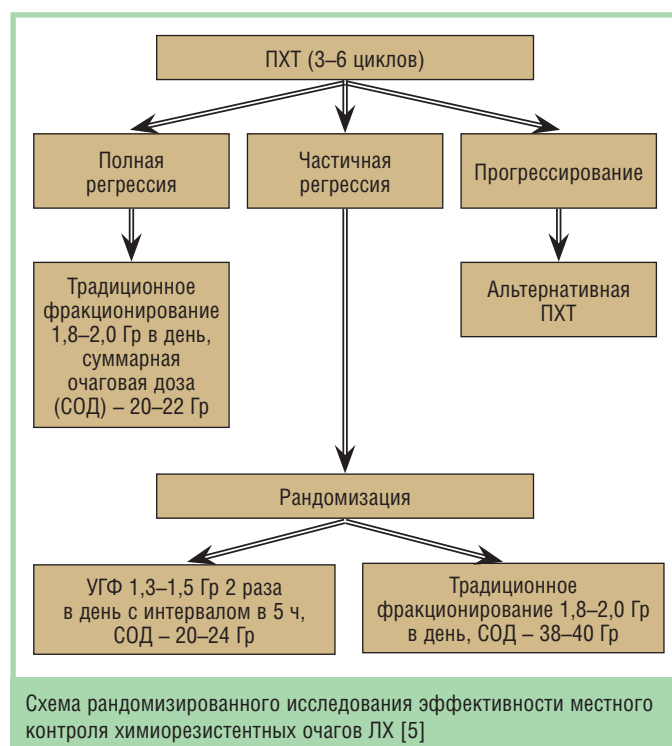 ПХТ (3–6 циклов)
Полная
регрессия
Частичная
регрессия
Прогрессирование
Традиционное
фракционирование
1,8–2,0 Гр в день,
суммарная
очаговая доза
(СОД) – 20–22 Гр
Альтернативная
ПХТ
Рандомизация
УГФ 1,3–1,5 Гр 2 раза
в день с интервалом в 5 ч,
СОД – 20–24 Гр
Традиционное
фракционирование 1,8–2,0 Гр
в день, СОД – 38–40 Гр
Схема рандомизированного исследования эффективности местного
контроля химиорезистентных очагов ЛХ [5]